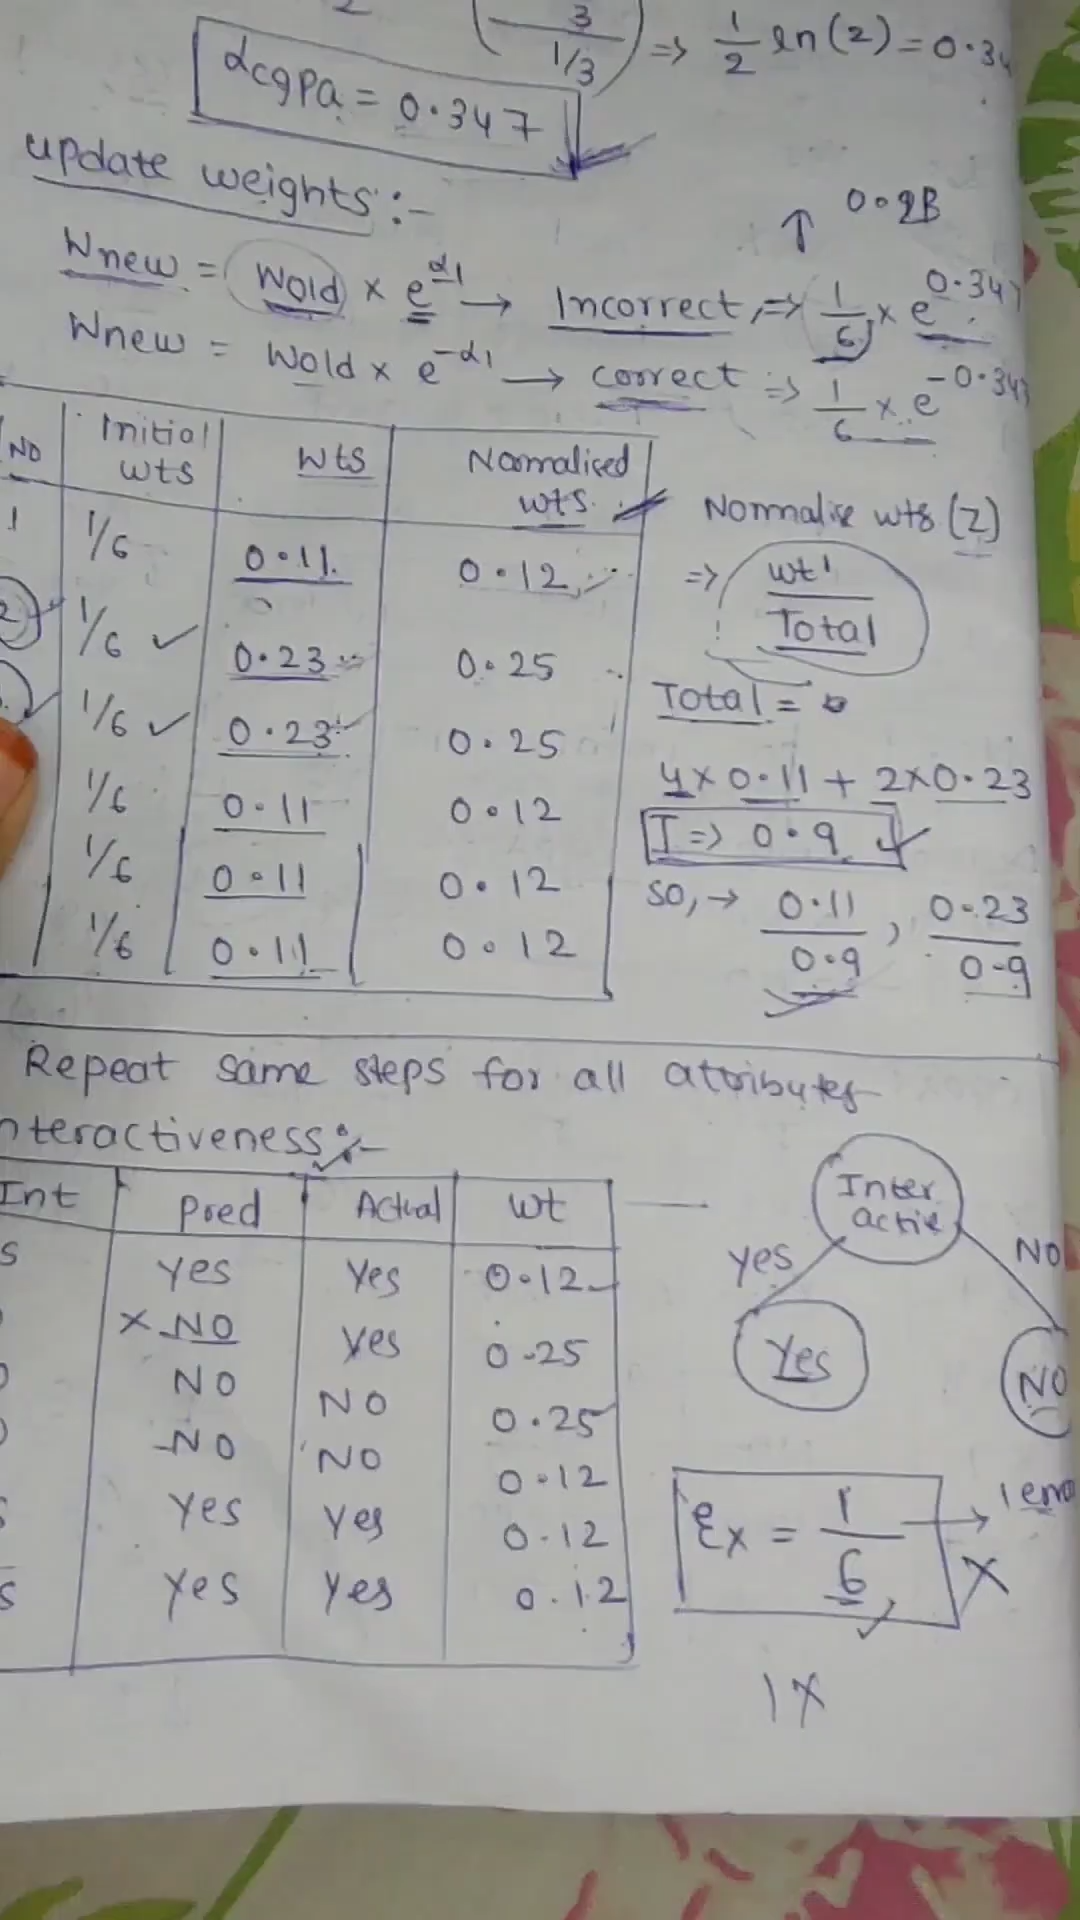 2
3
1/3
=> 1/2 ln(2) = 0.34
αcgpa = 0.347
update weights:-
0.23
Wnew = Wold × e^α1 → Incorrect, => 1/6 × e^0.347
Wnew = Wold × e^-α1 → correct => 1/6 × e^-0.347
NO Initial wts wts Normalised wts.
1 1/6 0.11 0.12
2 1/6 ✓ 0.23 0.25
1/6 ✓ 0.23 0.25
1/6 0.11 0.12
1/6 0.11 0.12
1/6 0.11 0.12
Normalise wts (Z)
=> wt' / Total
Total =
4×0.11 + 2×0.23
I => 0.9
so, → 0.11/0.9 , 0.23/0.9
Repeat same steps for all attributes
nteractiveness:-
Int Pred Actual wt
s Yes Yes 0.12
× NO Yes 0.25
NO NO 0.25
NO NO 0.12
s Yes Yes 0.12
s Yes Yes 0.12
Inter
active
yes NO
Yes NO
Ex = 1/6 → 1 erro
X
1 X